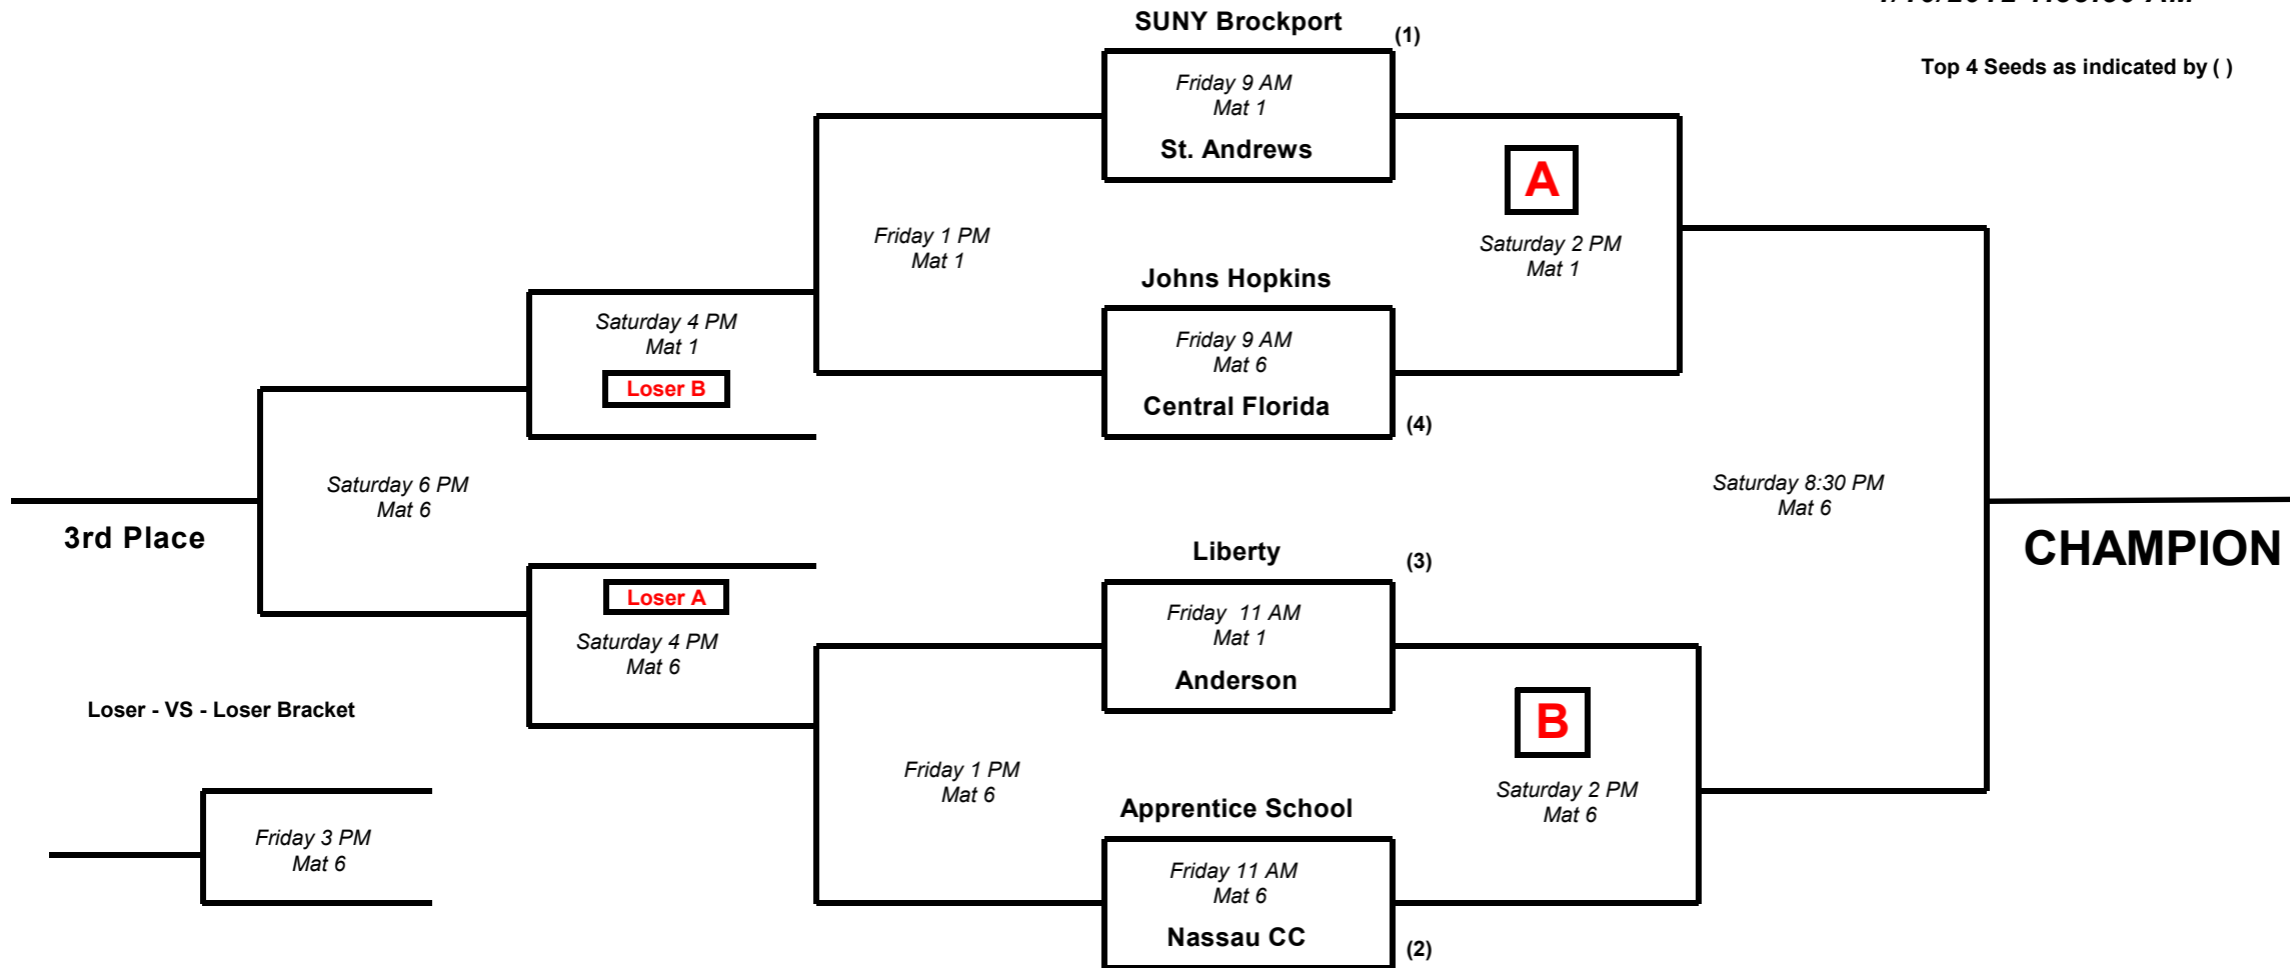 SUNY Brockport
(1)
Top 4 Seeds as indicated by ( )
Friday 9 AM
Mat 1
St. Andrews
A
Friday 1 PM
Mat 1
Saturday 2 PM
Mat 1
Johns Hopkins
Saturday 4 PM
Mat 1
Friday 9 AM
Mat 6
Loser B
Central Florida
(4)
Saturday 6 PM
Mat 6
Saturday 8:30 PM
Mat 6
3rd Place
Liberty
(3)
CHAMPION
Loser A
Friday 11 AM
Mat 1
Saturday 4 PM
Mat 6
Anderson
Loser - VS - Loser Bracket
B
Friday 1 PM
Mat 6
Saturday 2 PM
Mat 6
Apprentice School
Friday 3 PM
Mat 6
Friday 11 AM
Mat 6
Nassau CC
(2)